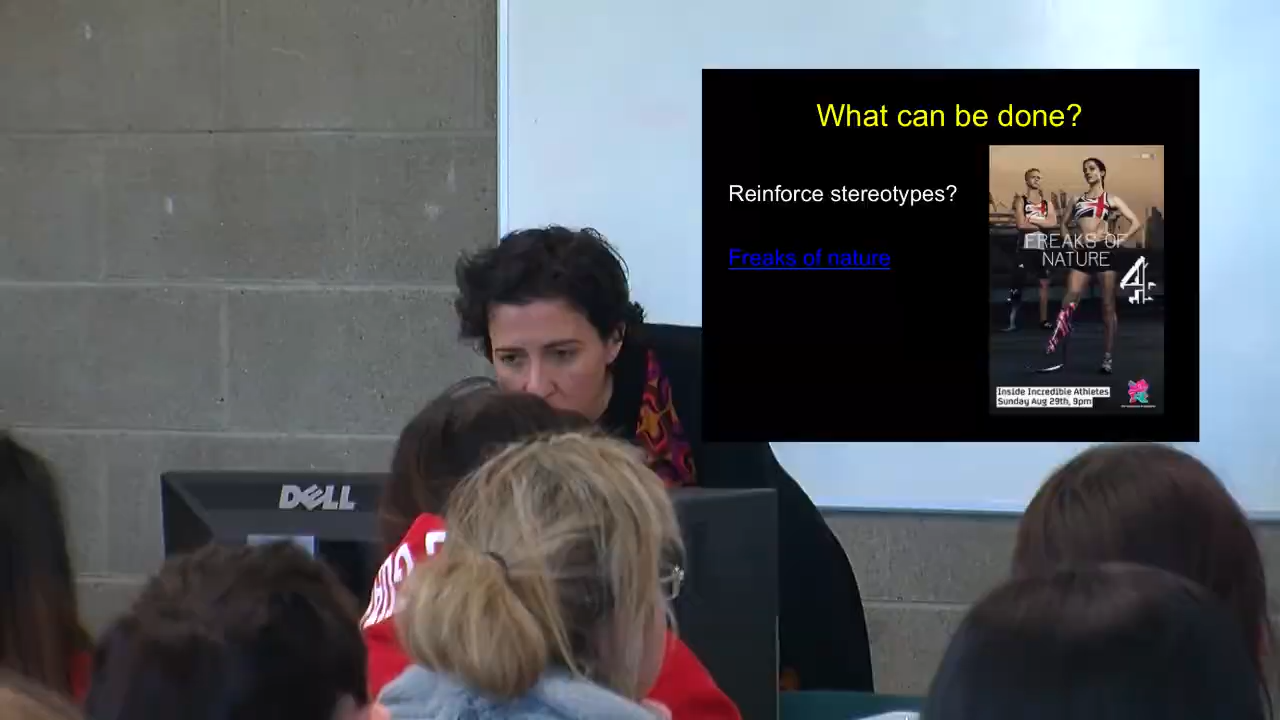 What can be done?
Reinforce stereotypes?
Freaks of nature
FREAKS OF
NATURE
4
Inside Incredible Athletes
Sunday Aug 29th, 9pm
DELL